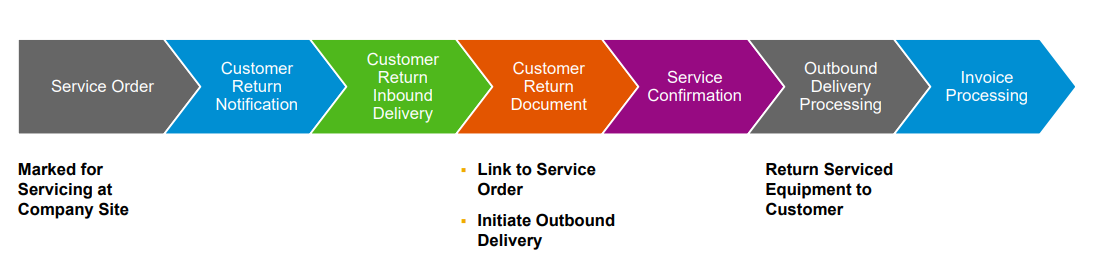 Service Order
Customer
Return
Notification
Customer
Return
Inbound
Delivery
Customer
Return
Document
Service
Confirmation
Outbound
Delivery
Processing
Invoice
Processing
Marked for
Servicing at
Company Site
▪ Link to Service
Order
▪ Initiate Outbound
Delivery
Return Serviced
Equipment to
Customer